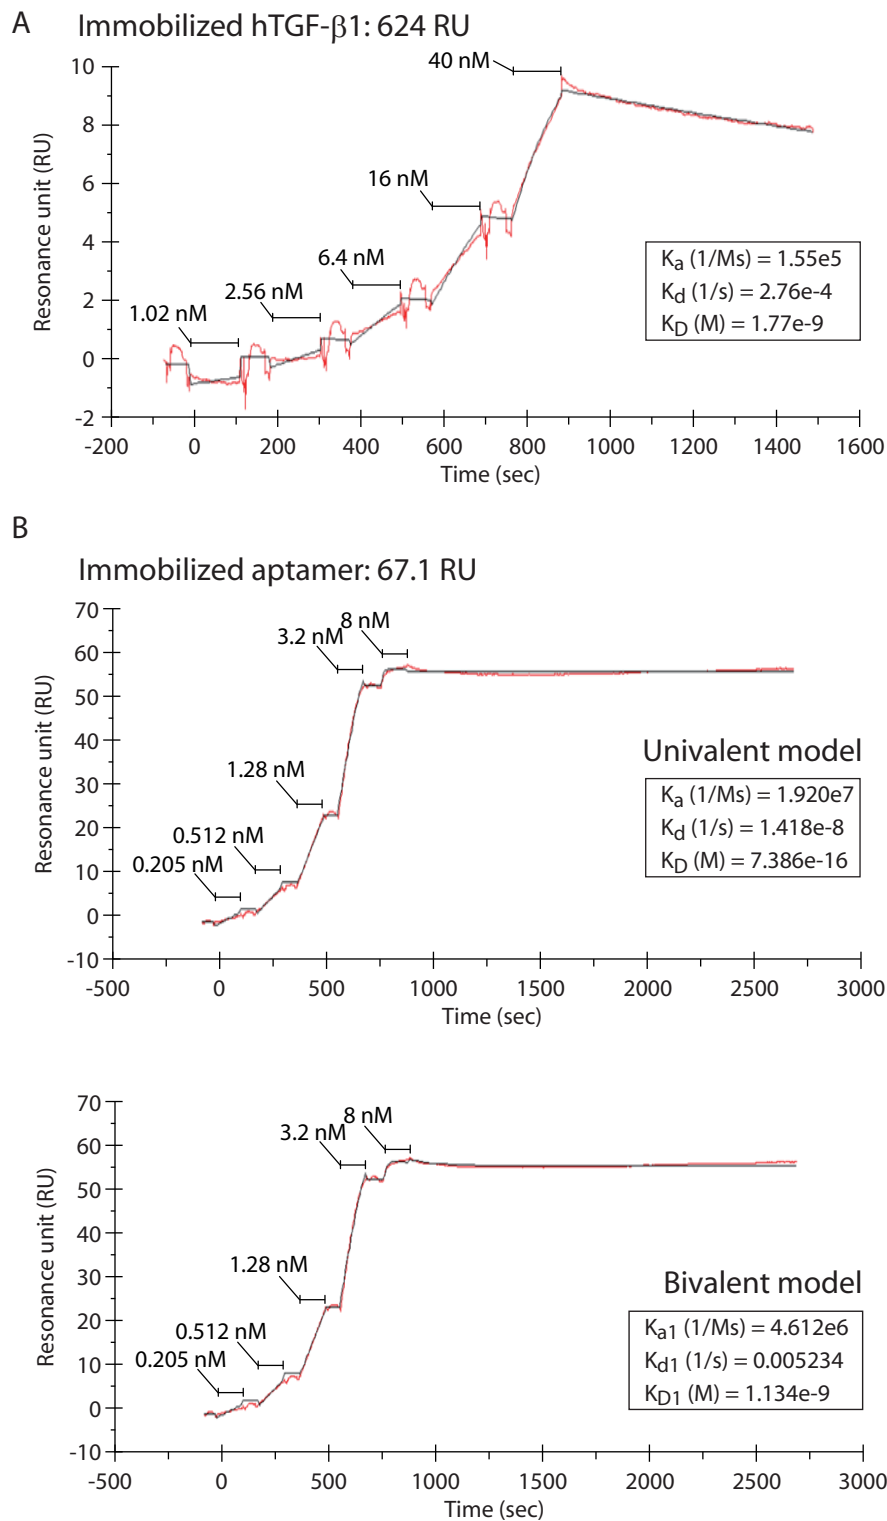 A
Immobilized hTGF-β1: 624 RU
10
8
6
4
2
0
-2
Resonance unit (RU)
40 nM
16 nM
6.4 nM
2.56 nM
1.02 nM
Ka (1/Ms) = 1.55e5
Kd (1/s) = 2.76e-4
KD (M) = 1.77e-9
-200 0 200 400 600 800 1000 1200 1400 1600
Time (sec)
B
Immobilized aptamer: 67.1 RU
70
60
50
40
30
20
10
0
-10
Resonance unit (RU)
8 nM
3.2 nM
1.28 nM
0.512 nM
0.205 nM
Univalent model
Ka (1/Ms) = 1.920e7
Kd (1/s) = 1.418e-8
KD (M) = 7.386e-16
-500 0 500 1000 1500 2000 2500 3000
Time (sec)
70
60
50
40
30
20
10
0
-10
Resonance unit (RU)
8 nM
3.2 nM
1.28 nM
0.512 nM
0.205 nM
Bivalent model
Ka1 (1/Ms) = 4.612e6
Kd1 (1/s) = 0.005234
KD1 (M) = 1.134e-9
-500 0 500 1000 1500 2000 2500 3000
Time (sec)